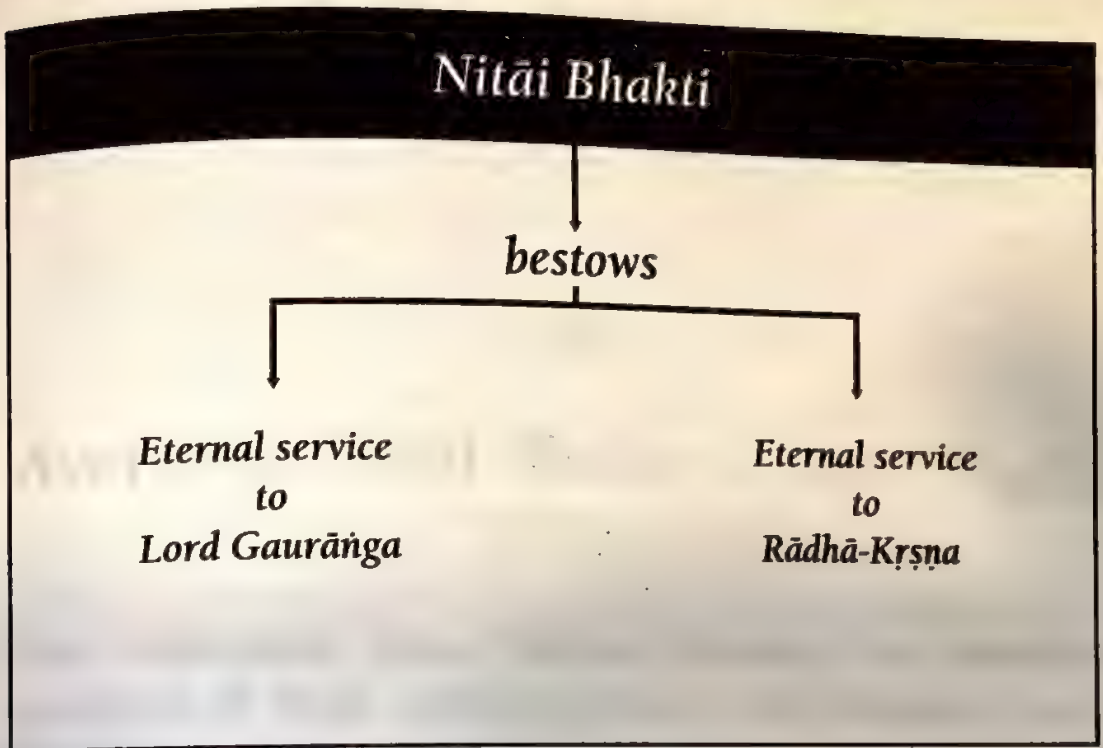 Nitāi Bhakti
bestows
Eternal service
to
Lord Gaurāṅga
Eternal service
to
Rādhā-Kṛṣṇa